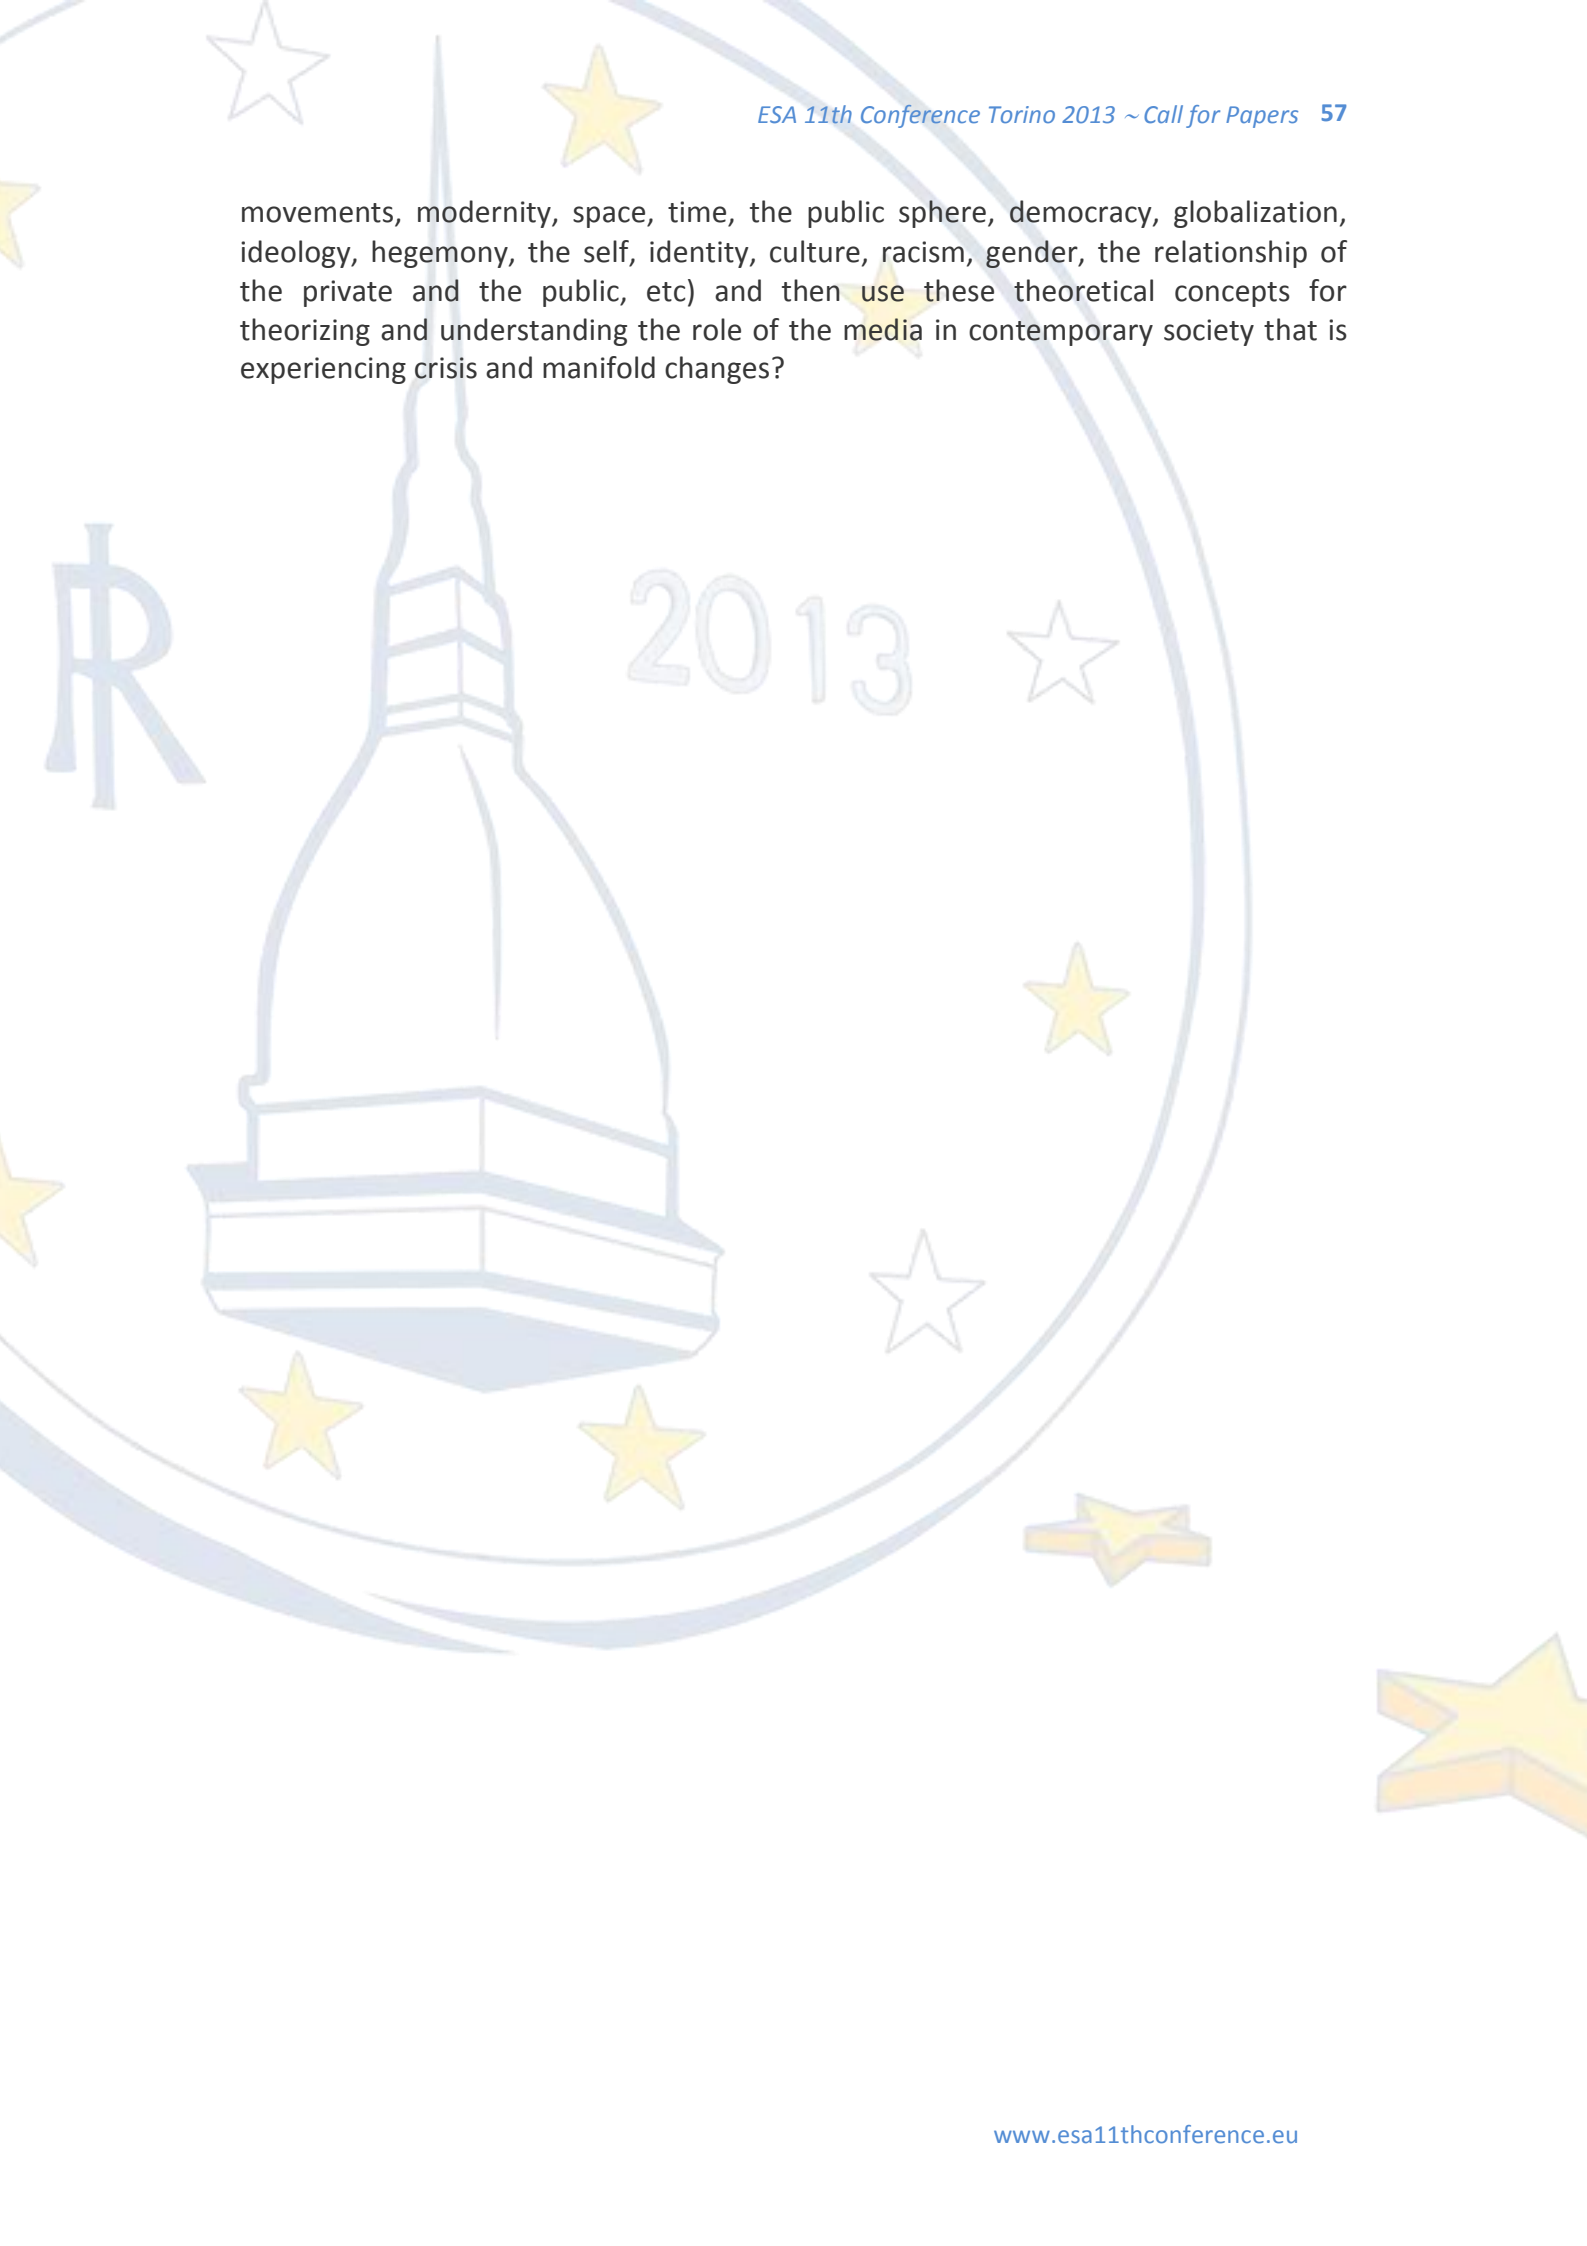 ESA 11th Conference Torino 2013 ~ Call for Papers 57
movements, modernity, space, time, the public sphere, democracy, globalization,
ideology, hegemony, the self, identity, culture, racism, gender, the relationship of
the private and the public, etc) and then use these theoretical concepts for
theorizing and understanding the role of the media in contemporary society that is
experiencing crisis and manifold changes?
RI
2013
www.esa11thconference.eu